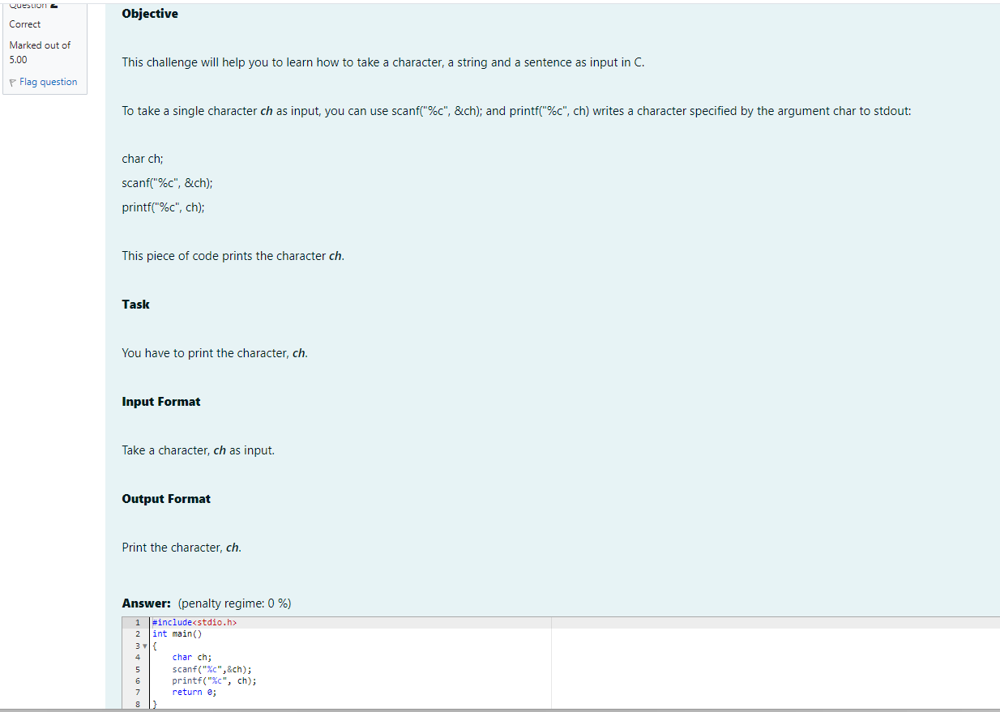 Question 2
Correct
Marked out of
5.00
Flag question
Objective
This challenge will help you to learn how to take a character, a string and a sentence as input in C.
To take a single character ch as input, you can use scanf("%c", &ch); and printf("%c", ch) writes a character specified by the argument char to stdout:
char ch;
scanf("%c", &ch);
printf("%c", ch);
This piece of code prints the character ch.
Task
You have to print the character, ch.
Input Format
Take a character, ch as input.
Output Format
Print the character, ch.
Answer: (penalty regime: 0 %)
1 #include<stdio.h>
2 int main()
3 {
4 char ch;
5 scanf("%c",&ch);
6 printf("%c", ch);
7 return 0;
8 }